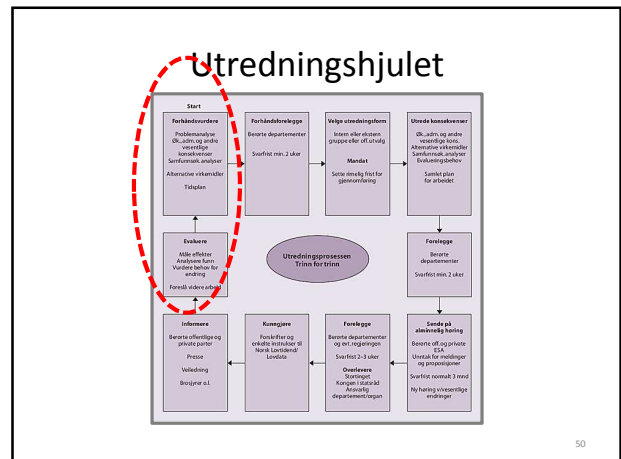 Utredningshjulet
Start
Forhåndsvurdere
Problemanalyse
Øk., adm. og andre
vesentlige
konsekvenser
Samfunnsøk. analyser
Alternative virkemidler
Tidsplan
Forhåndsforelegge
Berørte departementer
Svarfrist min. 2 uker
Velge utredningsform
Intern eller ekstern
gruppe eller off. utvalg
Mandat
Sette rimelig frist for
gjennomføring
Utrede konsekvenser
Øk., adm. og andre
vesentlige kons.
Alternative virkemidler
Samfunnsøk. analyser
Evalueringsbehov
Samlet plan
for arbeidet
Evaluere
Måle effekter
Analysere funn
Vurdere behov for
endring
Foreslå videre arbeid
Utredningsprosessen
Trinn for trinn
Forelegge
Berørte
departementer
Svarfrist min. 2 uker
Informere
Berørte offentlige og
private parter
Presse
Veiledning
Brosjyrer o.l.
Kunngjøre
Forskrifter og
enkelte instrukser til
Norsk Lovtidend/
Lovdata
Forelegge
Berørte departementer
og evt. regjeringen
Svarfrist 2–3 uker
Overlevere
Stortinget
Kongen i statsråd
Ansvarlig
departement/organ
Sende på
alminnelig høring
Berørte off. og private
ESA
Unntak for meldinger
og proposisjoner
Svarfrist normalt 3 mnd
Ny høring v/vesentlige
endringer
50